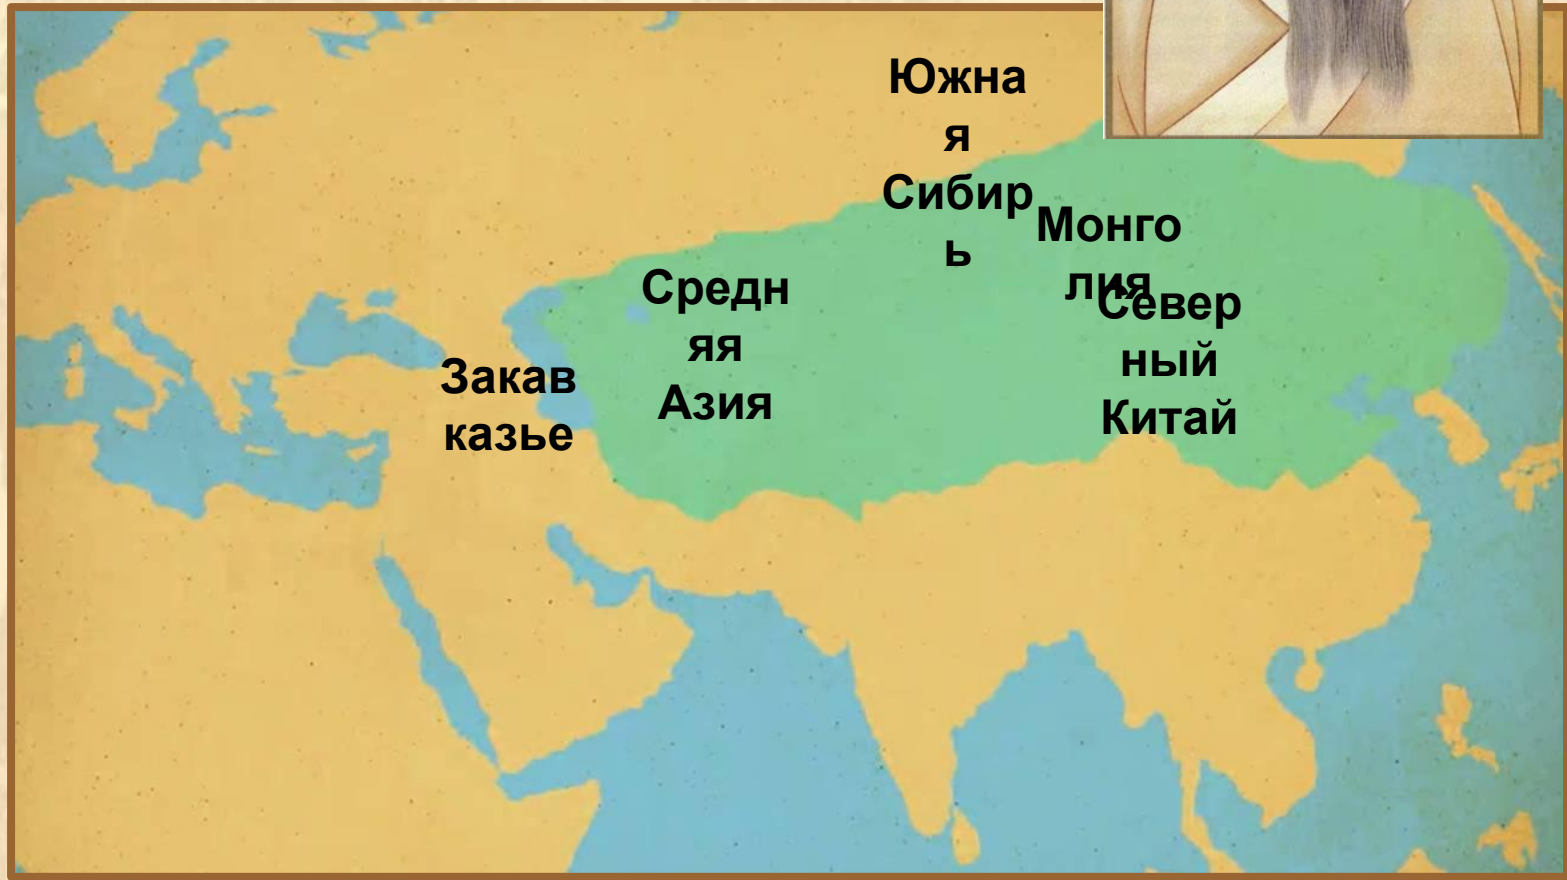 Южна
я
Сибир
ь
Монго
лия
Север
ный
Китай
Средн
яя
Азия
Закав
казье